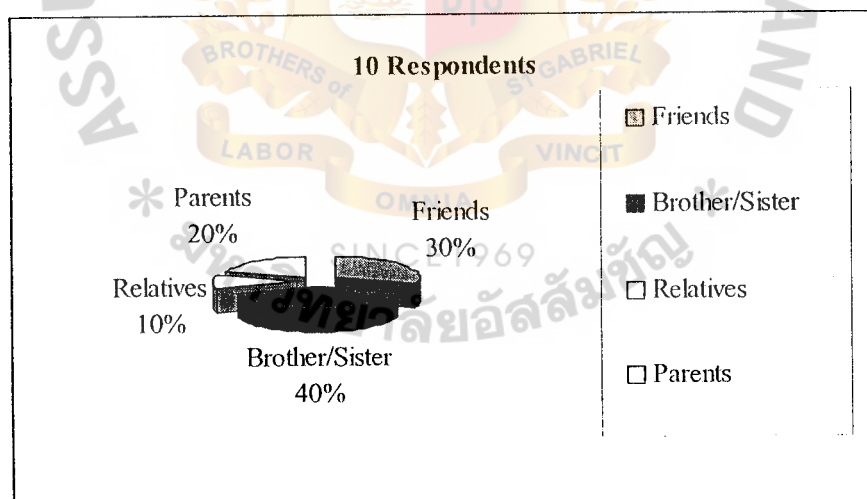 10 Respondents
BROTHERS of
ST GABRIEL
LABOR
VINCIT
OMNIA
SINCE 1969
Parents
20%
Friends
30%
Relatives
10%
Brother/Sister
40%
Friends
Brother/Sister
Relatives
Parents